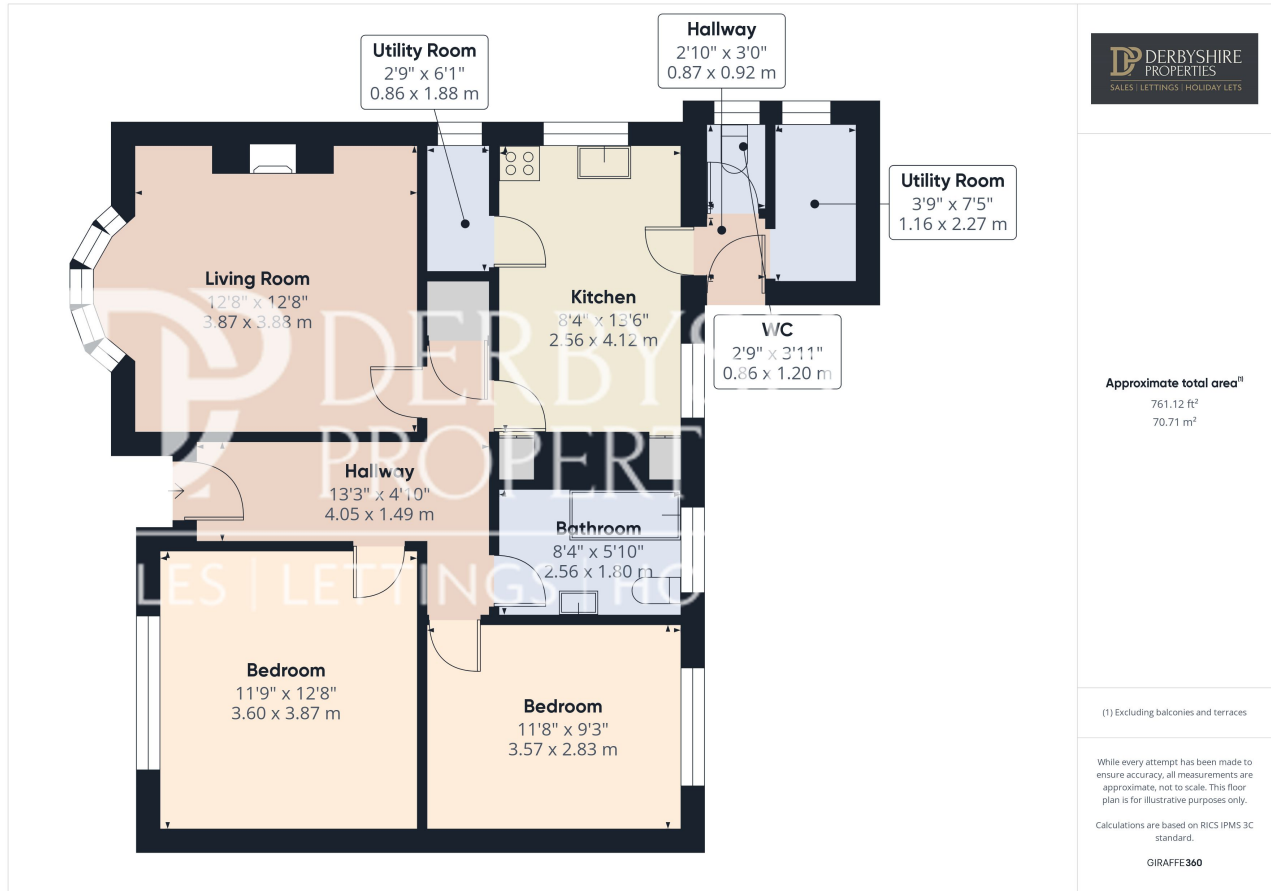 Utility Room
2'9" x 6'1"
0.86 x 1.88 m
Hallway
2'10" x 3'0"
0.87 x 0.92 m
Utility Room
3'9" x 7'5"
1.16 x 2.27 m
Living Room
12'8" x 12'8"
3.87 x 3.88 m
Kitchen
8'4" x 13'6"
2.56 x 4.12 m
WC
2'9" x 3'11"
0.86 x 1.20 m
Hallway
13'3" x 4'10"
4.05 x 1.49 m
Bathroom
8'4" x 5'10"
2.56 x 1.80 m
Bedroom
11'9" x 12'8"
3.60 x 3.87 m
Bedroom
11'8" x 9'3"
3.57 x 2.83 m
DERBYS
PROPERT
LES | LETTINGS | HO
DERBYSHIRE
PROPERTIES
SALES | LETTINGS | HOLIDAY LETS
Approximate total area(1)
761.12 ft²
70.71 m²
(1) Excluding balconies and terraces
While every attempt has been made to
ensure accuracy, all measurements are
approximate, not to scale. This floor
plan is for illustrative purposes only.
Calculations are based on RICS IPMS 3C
standard.
GIRAFFE360